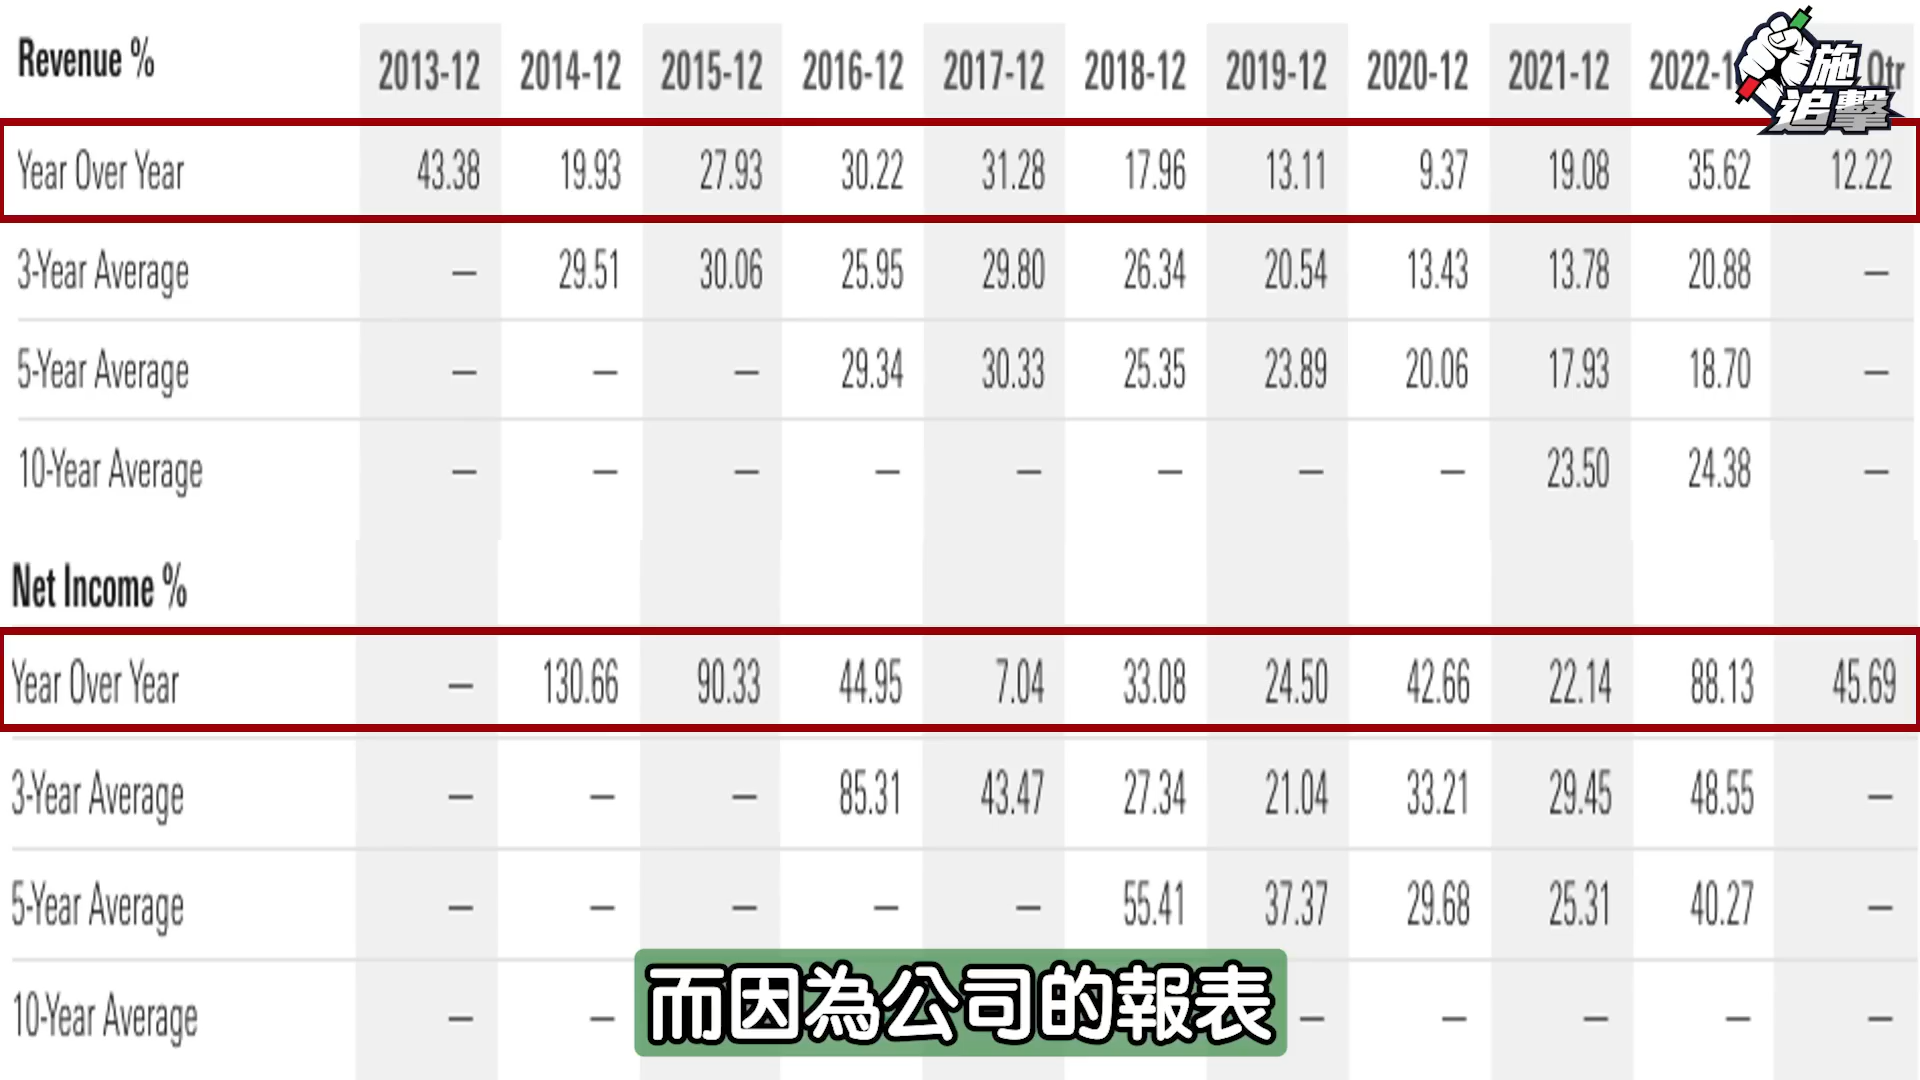 Revenue % 2013-12 2014-12 2015-12 2016-12 2017-12 2018-12 2019-12 2020-12 2021-12 2022-1 Qtr
施
追擊
Year Over Year 43.38 19.93 27.93 30.22 31.28 17.96 13.11 9.37 19.08 35.62 12.22
3-Year Average — 29.51 30.06 25.95 29.80 26.34 20.54 13.43 13.78 20.88 —
5-Year Average — — — 29.34 30.33 25.35 23.89 20.06 17.93 18.70 —
10-Year Average — — — — — — — — 23.50 24.38 —
Net Income %
Year Over Year — 130.66 90.33 44.95 7.04 33.08 24.50 42.66 22.14 88.13 45.69
3-Year Average — — — 85.31 43.47 27.34 21.04 33.21 29.45 48.55 —
5-Year Average — — — — — 55.41 37.37 29.68 25.31 40.27 —
10-Year Average — — — — — — —
而因為公司的報表